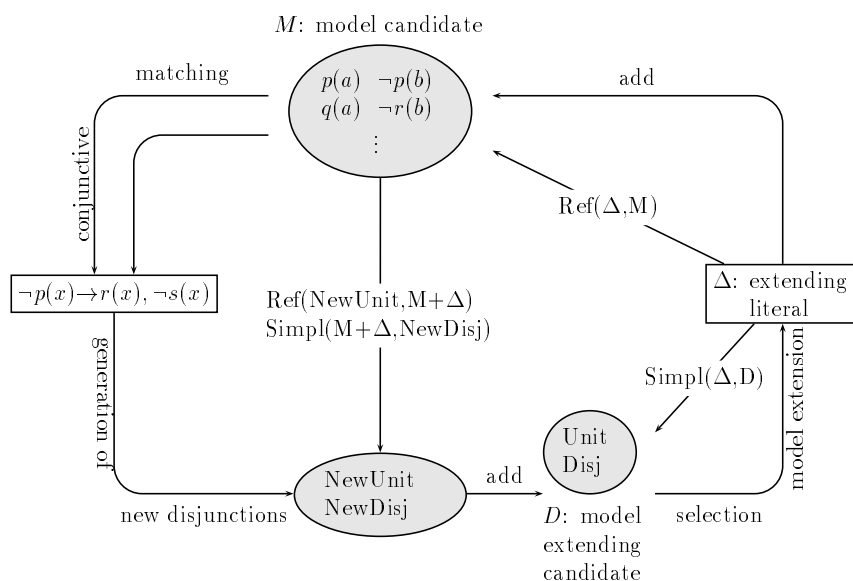 M: model candidate
matching
add
p(a) ¬p(b)
q(a) ¬r(b)
⋮
conjunctive
Ref(Δ,M)
¬p(x)→r(x), ¬s(x)
Ref(NewUnit,M+Δ)
Simpl(M+Δ,NewDisj)
Δ: extending
literal
generation of
Simpl(Δ,D)
model extension
Unit
Disj
NewUnit
NewDisj
add
new disjunctions
D: model
extending
candidate
selection